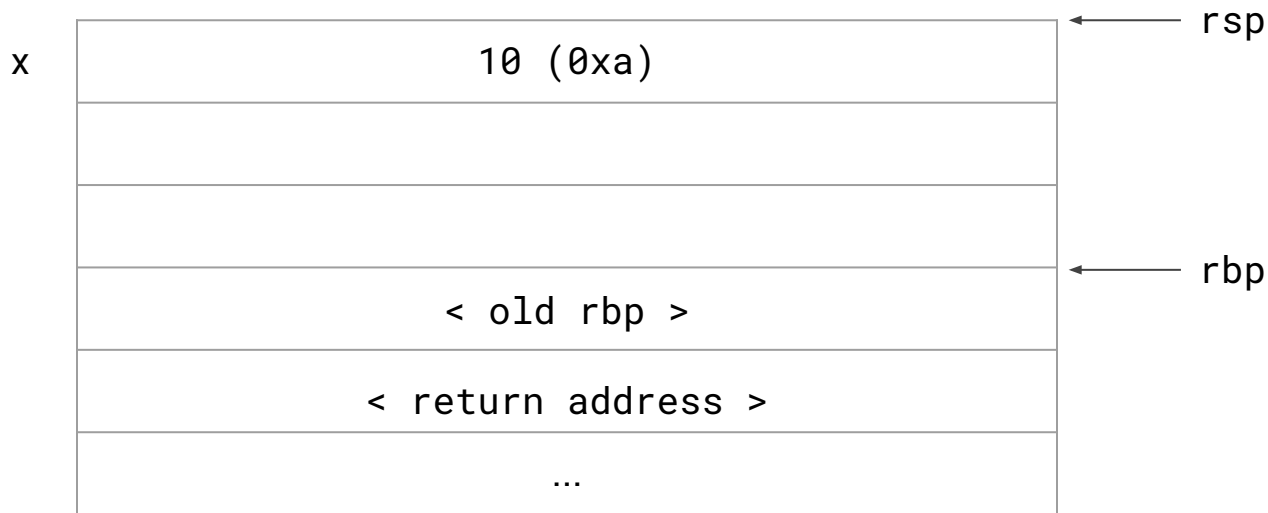 rsp
x 10 (0xa)
rbp
< old rbp >
< return address >
...